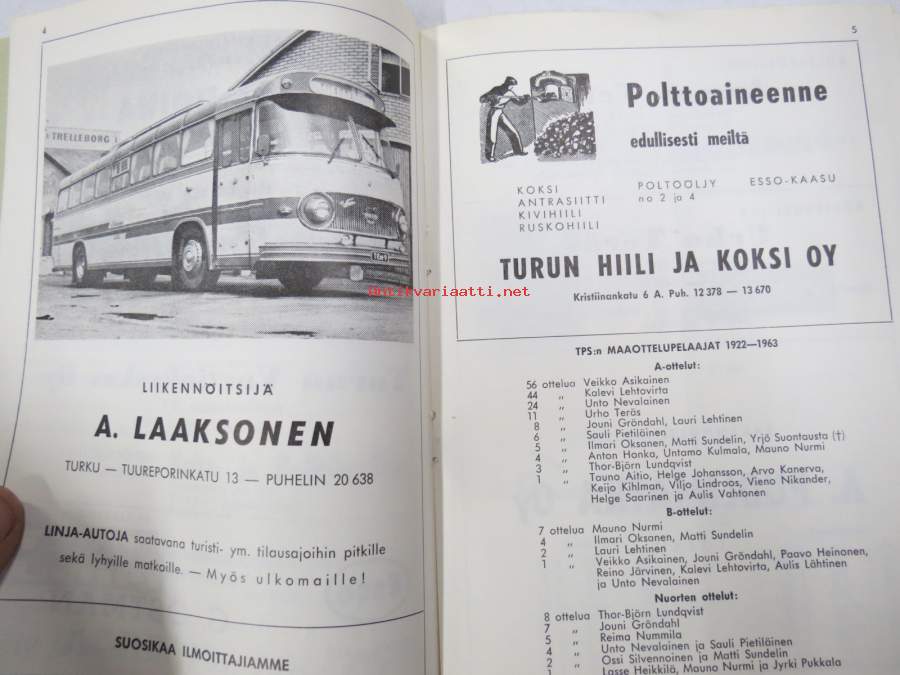 4
TRELLEBORG
LIIKENNÖITSIJÄ
A. LAAKSONEN
TURKU — TUUREPORINKATU 13 — PUHELIN 20 638
LINJA-AUTOJA saatavana turisti- ym. tilausajoihin pitkille
sekä lyhyille matkoille. — Myös ulkomaille!
SUOSIKAA ILMOITTAJIAMME
antikvariaatti.net
5
Polttoaineenne
edullisesti meiltä
KOKSI
ANTRASIITTI
KIVIHIILI
RUSKOHIILI
POLTOÖLJY
no 2 ja 4
ESSO-KAASU
TURUN HIILI JA KOKSI OY
Kristiinankatu 6 A. Puh. 12 378 — 13 670
TPS:n MAAOTTELUPELAAJAT 1922—1963
A-ottelut:
56 ottelua Veikko Asikainen
44 „ Kalevi Lehtovirta
24 „ Unto Nevalainen
11 „ Urho Teräs
8 „ Jouni Gröndahl, Lauri Lehtinen
6 „ Sauli Pietilöinen
5 „ Ilmari Oksanen, Matti Sundelin, Yrjö Suontausta (†)
4 „ Anton Honka, Untamo Kulmala, Mauno Nurmi
3 „ Thor-Björn Lundqvist
1 „ Tauno Aitio, Helge Johansson, Arvo Kanerva,
Keijo Kihlman, Viljo Lindroos, Vieno Nikander,
Helge Saarinen ja Aulis Vahtonen
B-ottelut:
7 ottelua Mauno Nurmi
4 „ Ilmari Oksanen, Matti Sundelin
2 „ Lauri Lehtinen
1 „ Veikko Asikainen, Jouni Gröndahl, Paavo Heinonen,
Reino Järvinen, Kalevi Lehtovirta, Aulis Lähtinen
ja Unto Nevalainen
Nuorten ottelut:
8 ottelua Thor-Björn Lundqvist
7 „ Jouni Gröndahl
5 „ Reima Nummila
4 „ Unto Nevalainen ja Sauli Pietiläinen
2 „ Ossi Silvennoinen ja Matti Sundelin
1 „ Lasse Heikkilä, Mauno Nurmi ja Jyrki Pukkala